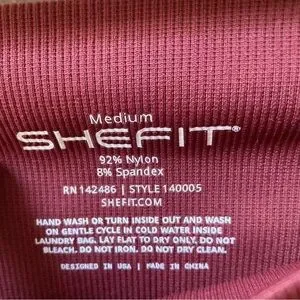 Medium
SHEFIT®
92% Nylon
8% Spandex
RN 142486 | STYLE 140005
SHEFIT.COM
HAND WASH OR TURN INSIDE OUT AND WASH
ON GENTLE CYCLE IN COLD WATER INSIDE
LAUNDRY BAG. LAY FLAT TO DRY ONLY. DO NOT
BLEACH. DO NOT IRON. DO NOT DRY CLEAN.
DESIGNED IN USA | MADE IN CHINA